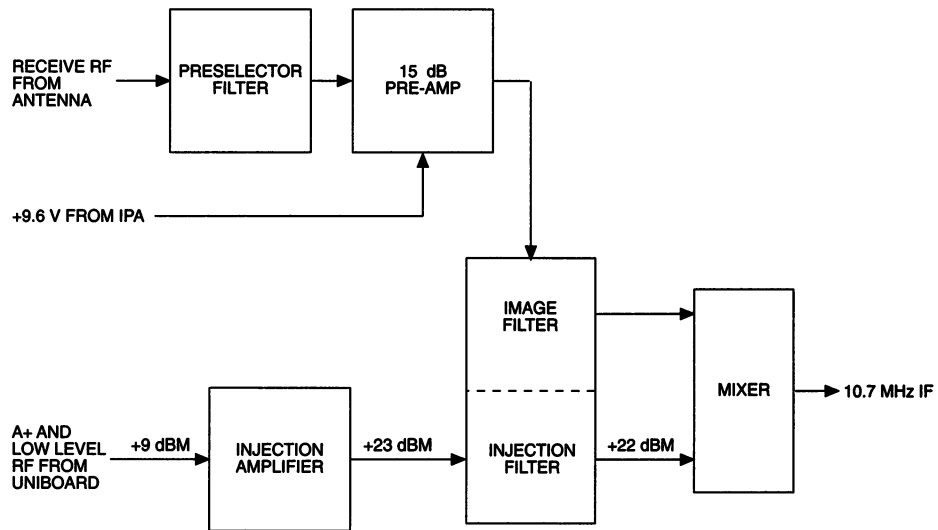 RECEIVE RF
FROM
ANTENNA
PRESELECTOR
FILTER
15 dB
PRE-AMP
+9.6 V FROM IPA
IMAGE
FILTER
MIXER
10.7 MHz IF
A+ AND
LOW LEVEL
RF FROM
UNIBOARD
+9 dBM
INJECTION
AMPLIFIER
+23 dBM
INJECTION
FILTER
+22 dBM